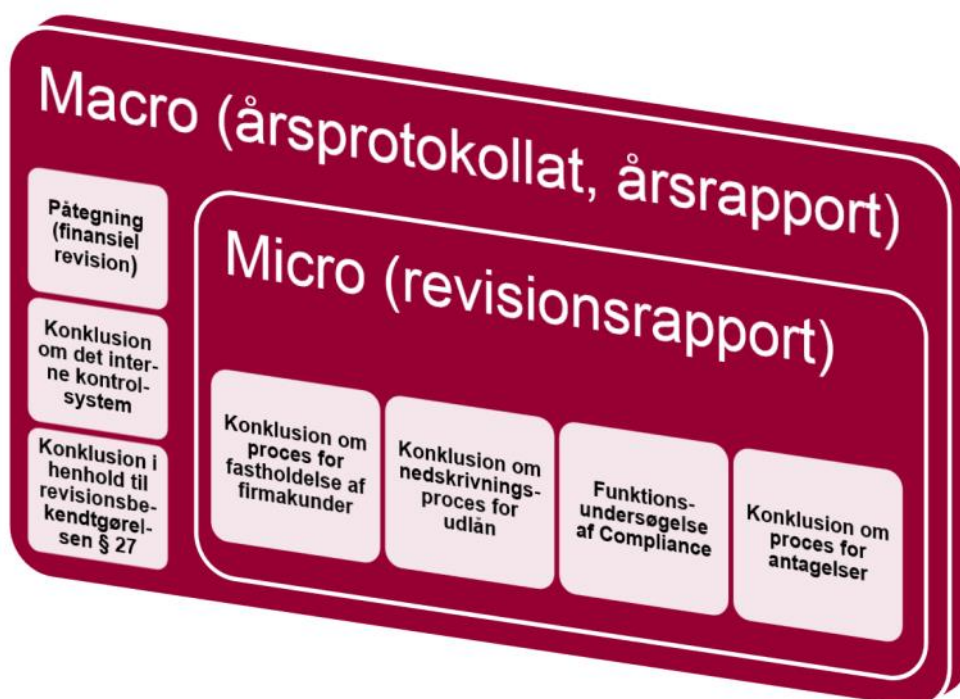 Macro (årsprotokollat, årsrapport)
Påtegning
(finansiel
revision)
Konklusion
om det inter-
ne kontrol-
system
Konklusion i
henhold til
revisionsbe-
kendtgørel-
sen § 27
Micro (revisionsrapport)
Konklusion om
proces for
fastholdelse af
firmakunder
Konklusion om
nedskrivnings-
proces for
udlån
Funktions-
undersøgelse
af Compliance
Konklusion om
proces for
antagelser